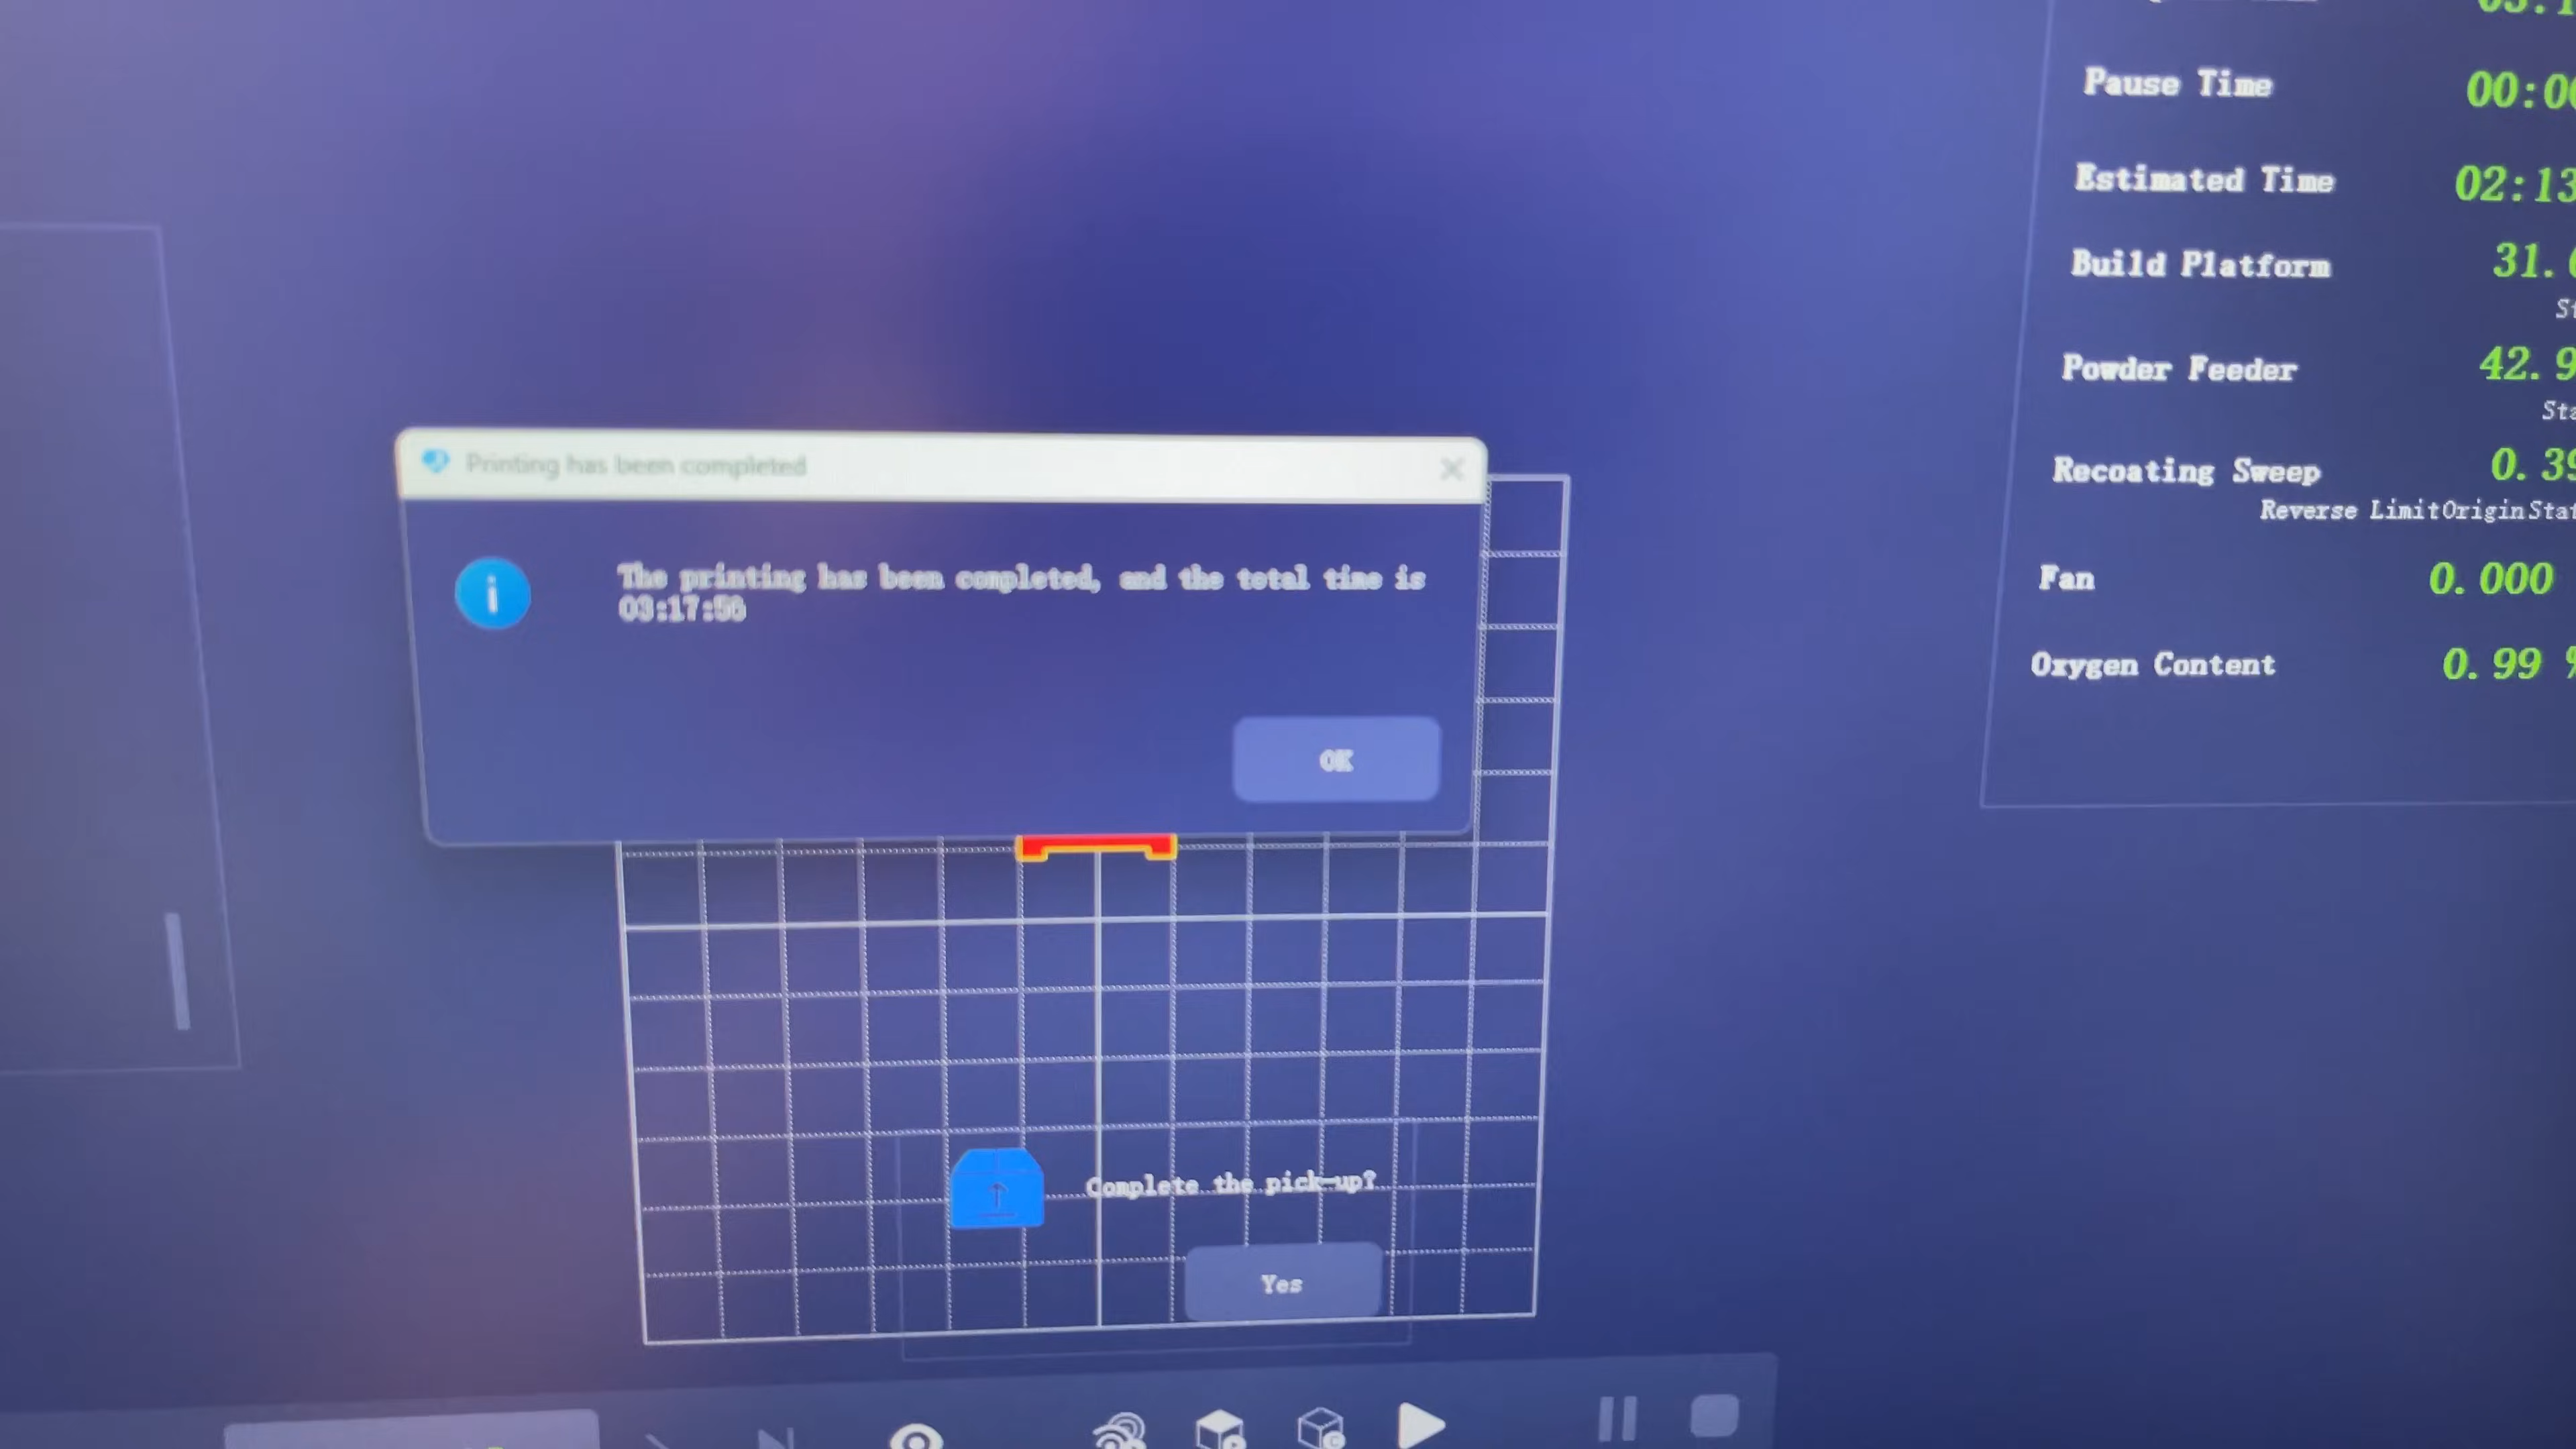 Pause Time
Estimated Time 02:13
Build Platform 31.
Powder Feeder 42.9
Recoating Sweep 0.39
Reverse LimitOriginStat
Fan 0.000
Oxygen Content 0.99 %
Printing has been completed
The printing has been completed, and the total time is
03:17:56
OK
Complete the pick-up?
Yes